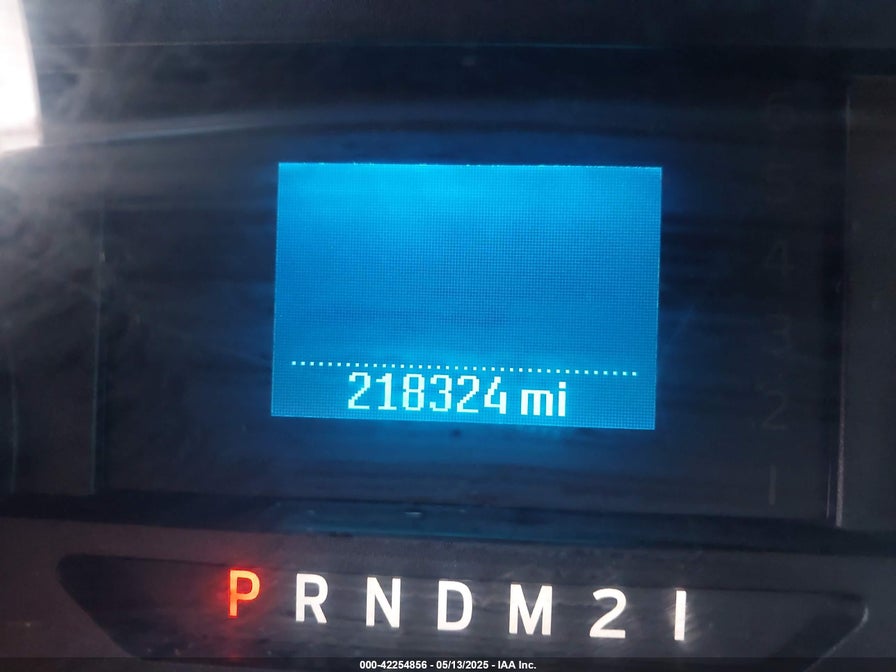 218324 mi
P R N D M 2 1
000-42254856 - 05/13/2025 - IAA Inc.